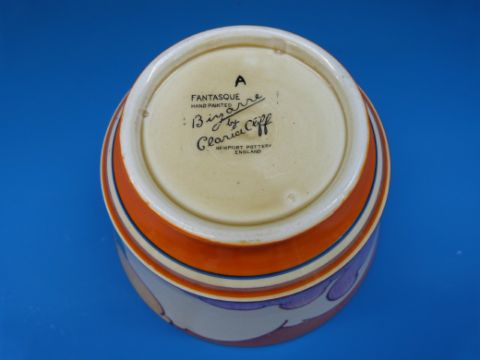 A
FANTASQUE
HAND PAINTED
Bizarre
by
Clarice Cliff
NEWPORT POTTERY
ENGLAND